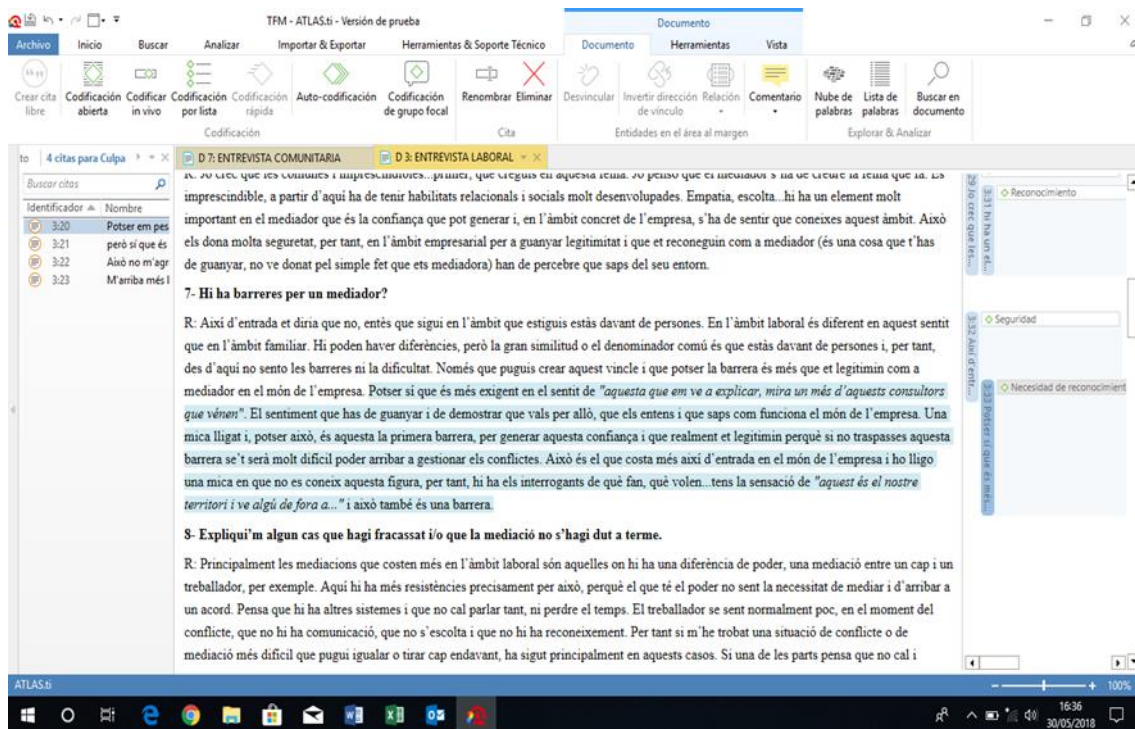 TFM - ATLAS.ti - Versión de prueba
Documento
Archivo Inicio Buscar Analizar Importar & Exportar Herramientas & Soporte Técnico Documento Herramientas Vista
Crear cita libre
Codificación abierta
Codificar in vivo
Codificación por lista
Codificación rápida
Auto-codificación
Codificación de grupo focal
Renombrar
Eliminar
Desvincular
Invertir dirección de vínculo
Relación
Comentario
Nube de palabras
Lista de palabras
Buscar en documento
Codificación Cita Entidades en el área al margen Explorar & Analizar
to 4 citas para Culpa
D 7: ENTREVISTA COMUNITARIA D 3: ENTREVISTA LABORAL
Buscar citas
Identificador Nombre
3:20 Potser em pes
3:21 però sí que és
3:22 Això no m'agr
3:23 M'arriba més l
imprescindible, a partir d'aquí ha de tenir habilitats relacionals i socials molt desenvolupades. Empatia, escolta...hi ha un element molt
important en el mediador que és la confiança que pot generar i, en l'àmbit concret de l'empresa, s'ha de sentir que coneixes aquest àmbit. Això
els dona molta seguretat, per tant, en l'àmbit empresarial per a guanyar legitimitat i que et reconeguin com a mediador (és una cosa que t'has
de guanyar, no ve donat pel simple fet que ets mediadora) han de percebre que saps del seu entorn.
7- Hi ha barreres per un mediador?
R: Així d'entrada et diria que no, entès que sigui en l'àmbit que estiguis estàs davant de persones. En l'àmbit laboral és diferent en aquest sentit
que en l'àmbit familiar. Hi poden haver diferències, però la gran similitud o el denominador comú és que estàs davant de persones i, per tant,
des d'aquí no sento les barreres ni la dificultat. Només que puguis crear aquest vincle i que potser la barrera és més que et legitimin com a
mediador en el món de l'empresa. Potser sí que és més exigent en el sentit de "aquesta que em ve a explicar, mira un més d'aquests consultors
que vénen". El sentiment que has de guanyar i de demostrar que vals per allò, que els entens i que saps com funciona el món de l'empresa. Una
mica lligat i, potser això, és aquesta la primera barrera, per generar aquesta confiança i que realment et legitimin perquè si no traspasses aquesta
barrera se't serà molt difícil poder arribar a gestionar els conflictes. Això és el que costa més així d'entrada en el món de l'empresa i ho lligo
una mica en que no es coneix aquesta figura, per tant, hi ha els interrogants de què fan, què volen...tens la sensació de "aquest és el nostre
territori i ve algú de fora a..." i això també és una barrera.
8- Expliqui'm algun cas que hagi fracassat i/o que la mediació no s'hagi dut a terme.
R: Principalment les mediacions que costen més en l'àmbit laboral són aquelles on hi ha una diferència de poder, una mediació entre un cap i un
treballador, per exemple. Aquí hi ha més resistències precisament per això, perquè el que té el poder no sent la necessitat de mediar i d'arribar a
un acord. Pensa que hi ha altres sistemes i que no cal parlar tant, ni perdre el temps. El treballador se sent normalment poc, en el moment del
conflicte, que no hi ha comunicació, que no s'escolta i que no hi ha reconeixement. Per tant si m'he trobat una situació de conflicte o de
mediació més difícil que pugui igualar o tirar cap endavant, ha sigut principalment en aquests casos. Si una de les parts pensa que no cal i
29 Jo crec que les...
3:31 hi ha un el...
Reconocimiento
3:32 Així d'entr...
Seguridad
3:33 Potser sí que és més...
Necesidad de reconocimient
ATLAS.ti
100%
16:36
30/05/2018